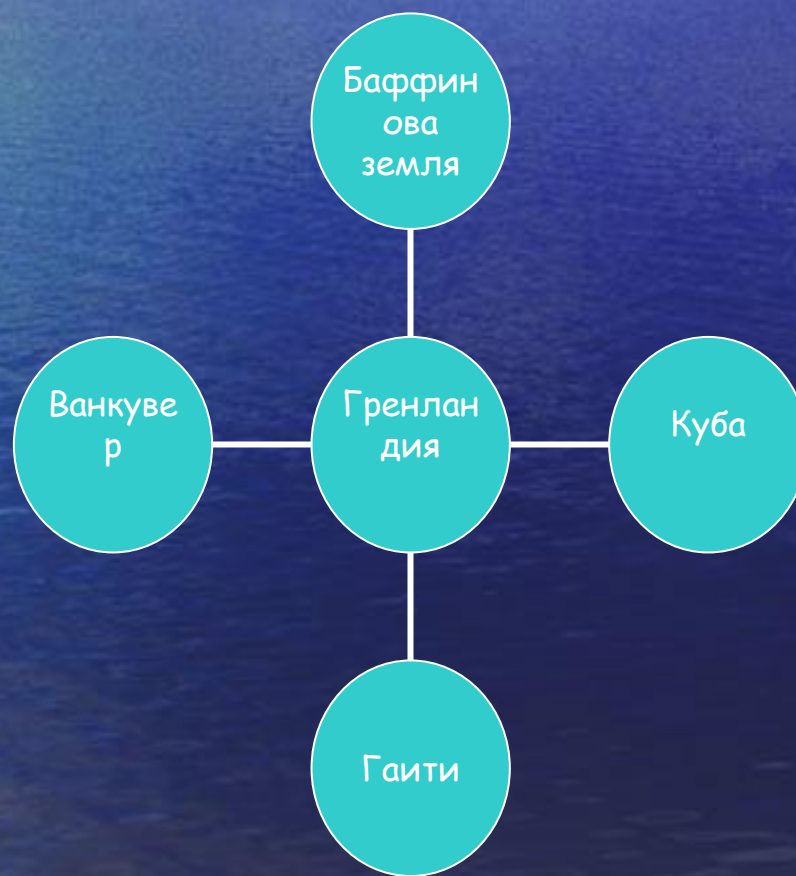 Баффин
ова
земля
Ванкуве
р
Гренлан
дия
Куба
Гаити